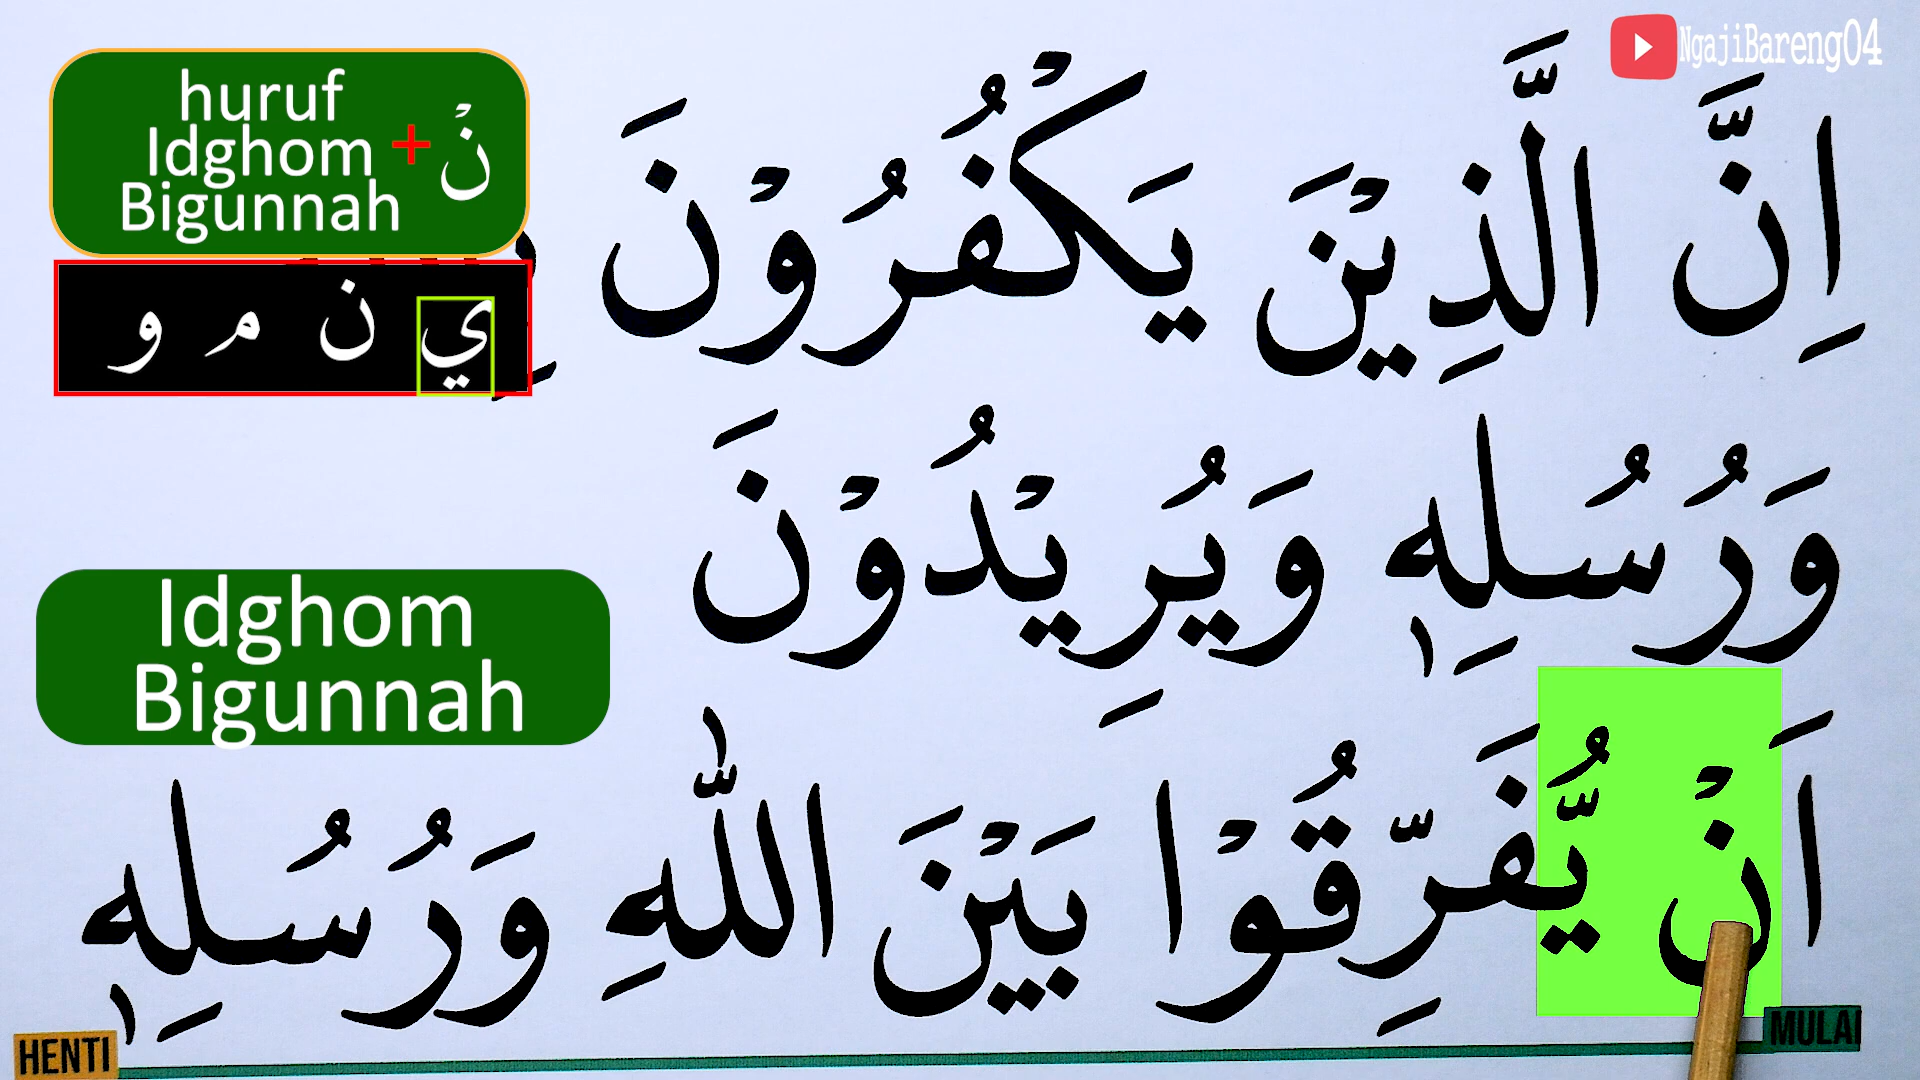 NgajiBareng04
huruf
Idghom
Bigunnah
+
نْ
ي ن م و
اِنَّ الَّذِيْنَ يَكْفُرُوْنَ
وَرُسُلِهٖ وَيُرِيْدُوْنَ
Idghom
Bigunnah
اَنْ يُّفَرِّقُوْا بَيْنَ اللّٰهِ وَرُسُلِهٖ
HENTI
MULAI